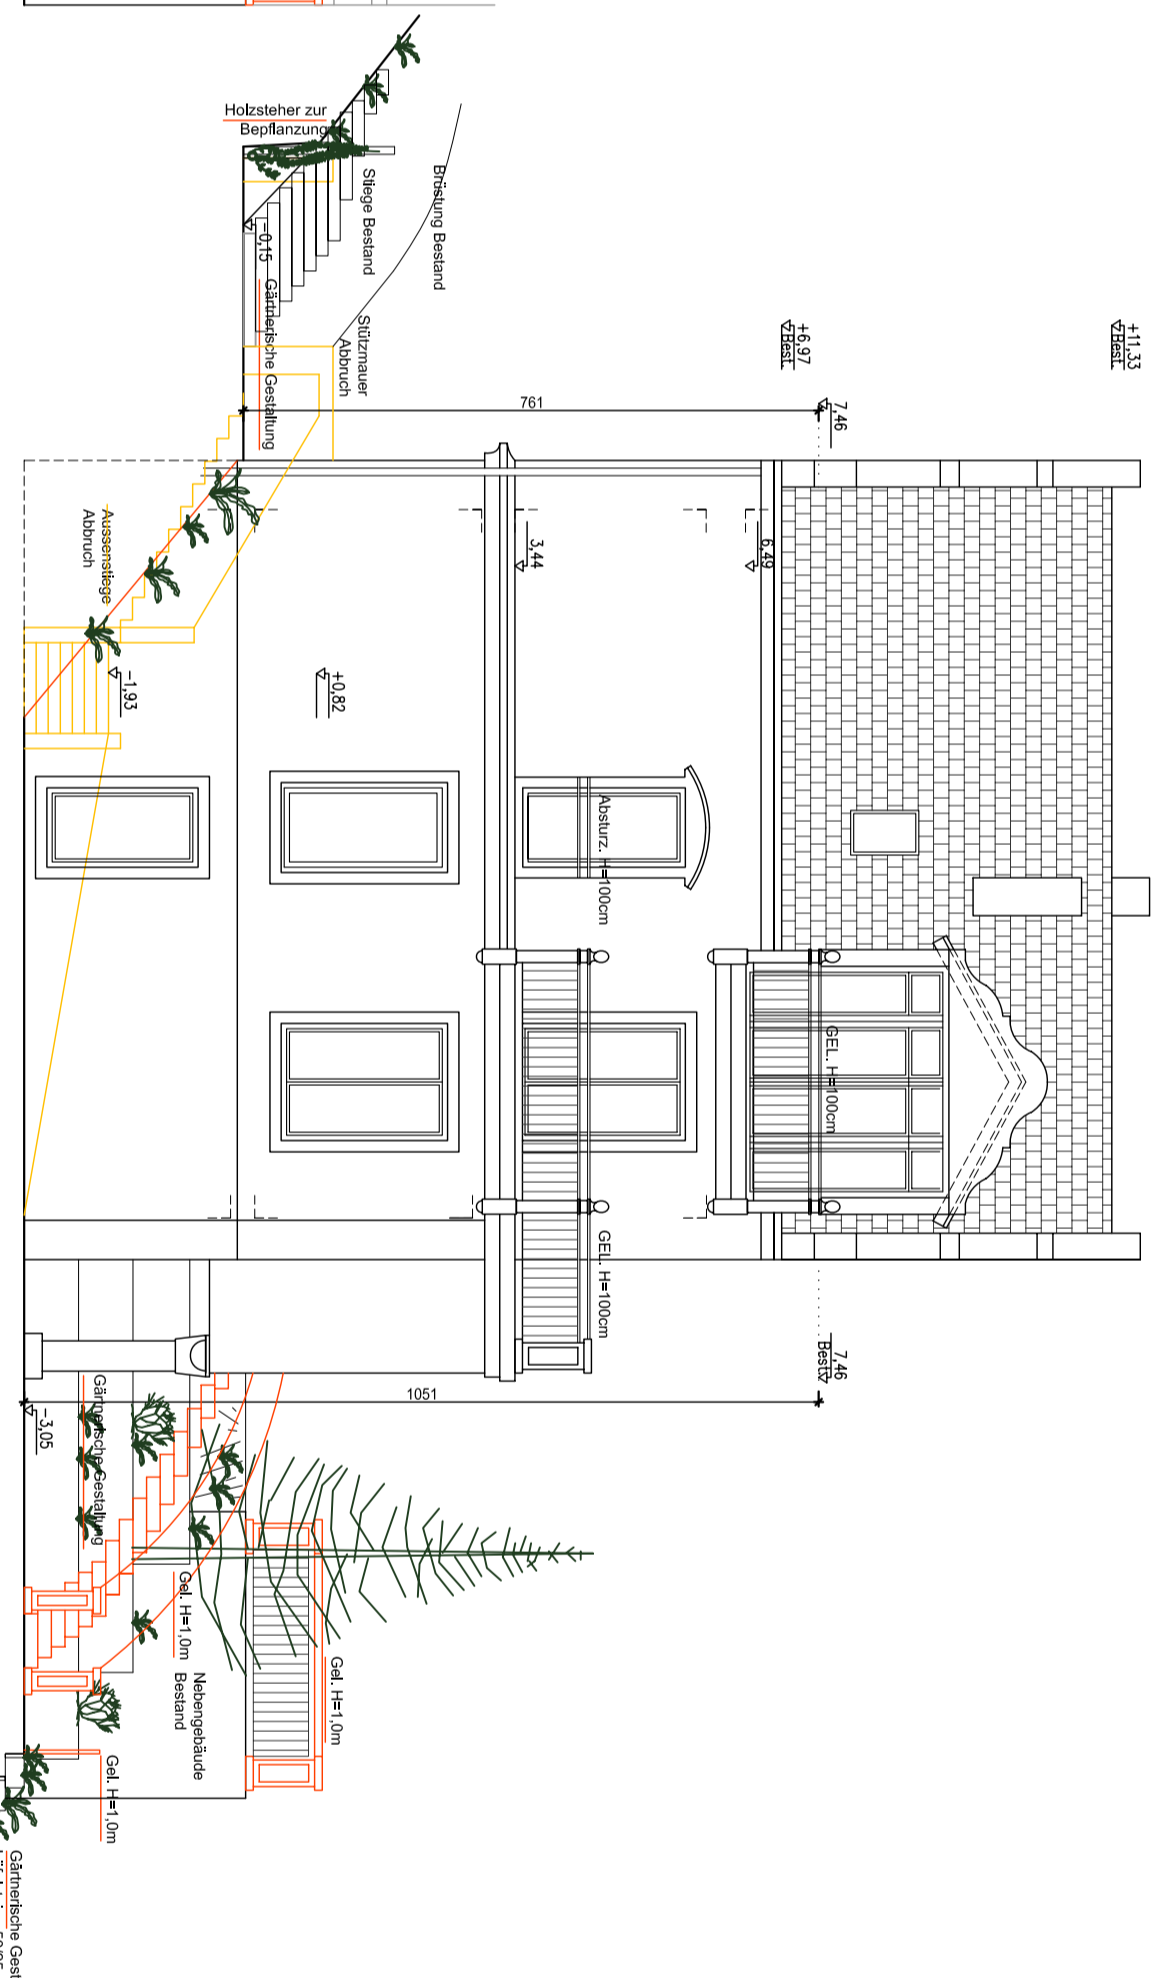 Holzsteher zur
Bepflanzung
Brüstung Bestand
Stiege Bestand
-0,15
Gärtnerische Gestaltung
Stützmauer
Abbruch
+11,33
Best.
+6,97
Best.
7,46
761
6,49
3,44
Aussenstiege
Abbruch
-1,93
+0,82
Absturz. H=100cm
GEL. H=100cm
GEL. H=100cm
7,46
Best.
1051
-3,05
Gärtnerische Gestaltung
Gel. H=1,0m
Nebengebäude
Bestand
Gel. H=1,0m
Gel. H=1,0m
Gärtnerische Gest